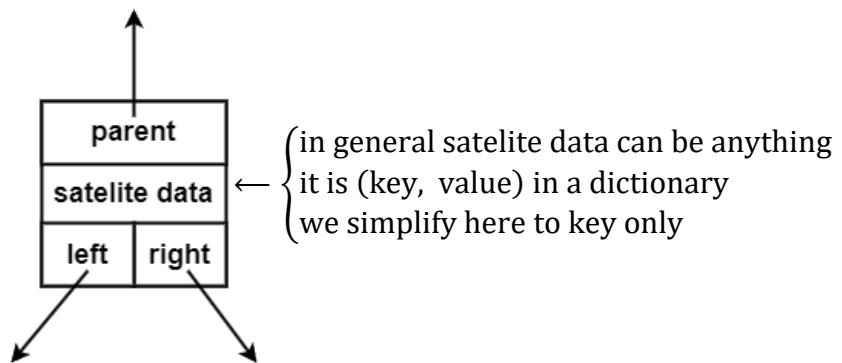 parent
satelite data
left right
in general satelite data can be anything
it is (key, value) in a dictionary
we simplify here to key only